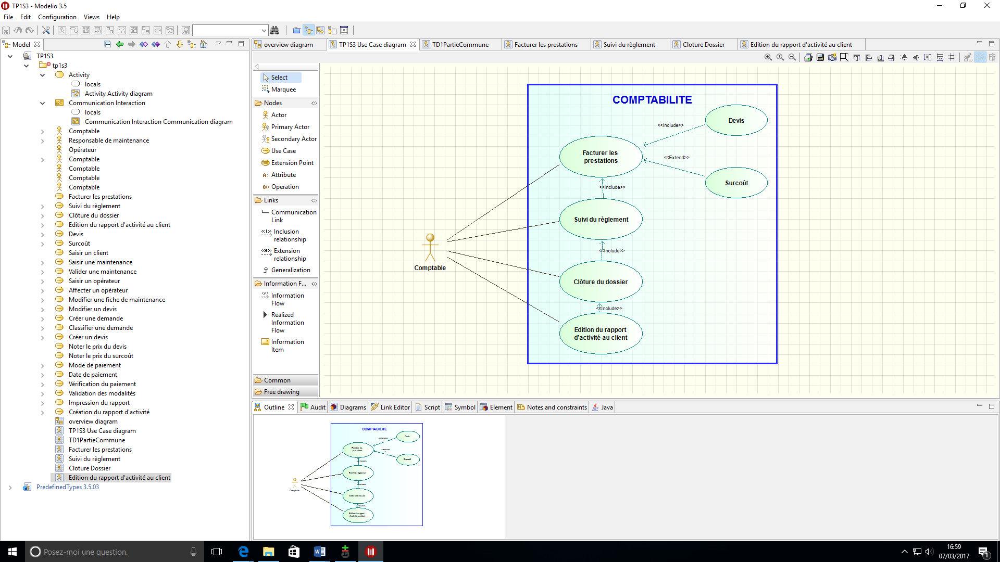 TP1S3 - Modelio 3.5
File Edit Configuration Views Help
Model
TP1S3
tp1s3
Activity
locals
Activity Activity diagram
Communication Interaction
locals
Communication Interaction Communication diagram
Comptable
Responsable de maintenance
Opérateur
Comptable
Comptable
Comptable
Comptable
Facturer les prestations
Suivi du règlement
Clôture du dossier
Edition du rapport d'activité au client
Devis
Surcoût
Saisir un client
Saisir une maintenance
Valider une maintenance
Saisir un opérateur
Affecter un opérateur
Modifier une fiche de maintenance
Modifier un devis
Créer une demande
Classifier une demande
Créer un devis
Noter le prix du devis
Noter le prix du surcoût
Mode de paiement
Date de paiement
Vérification du paiement
Validation des modalités
Impression du rapport
Création du rapport d'activité
overview diagram
TP1S3 Use Case diagram
TD1PartieCommune
Facturer les prestations
Suivi du règlement
Cloture Dossier
Edition du rapport d'activité au client
PredefinedTypes 3.5.03
overview diagram TP1S3 Use Case diagram TD1PartieCommune Facturer les prestations Suivi du règlement Cloture Dossier Edition du rapport d'activité au client
Select
Marquee
Nodes
Actor
Primary Actor
Secondary Actor
Use Case
Extension Point
Attribute
Operation
Links
Communication
Link
Inclusion
relationship
Extension
relationship
Generalization
Information F...
Information
Flow
Realized
Information
Flow
Information
Item
Common
Free drawing
COMPTABILITE
Devis
<<Include>>
Facturer les
prestations
<<Extend>>
Surcoût
<<Include>>
Suivi du règlement
Comptable
<<Include>>
Clôture du dossier
<<Include>>
Edition du rapport
d'activité au client
Outline Audit Diagrams Link Editor Script Symbol Element Notes and constraints Java
COMPTABILITE
Posez-moi une question.
16:59
07/03/2017
1